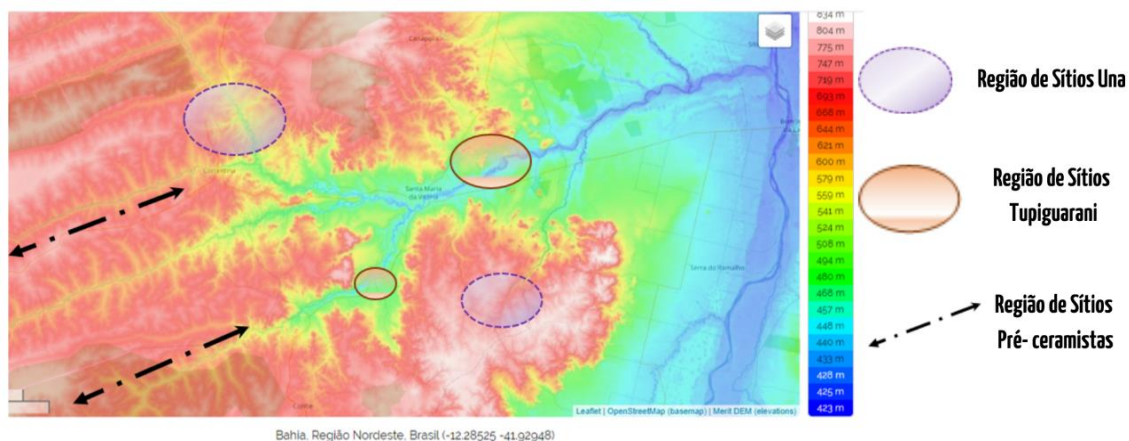 834 m
804 m
775 m
747 m
719 m
693 m
668 m
644 m
621 m
600 m
579 m
559 m
541 m
524 m
508 m
494 m
480 m
468 m
457 m
448 m
440 m
433 m
428 m
425 m
423 m
Região de Sítios Una
Região de Sítios
Tupiguarani
Região de Sítios
Pré- ceramistas
Santa Maria
da Vitória
Serra do Ramalho
Leaflet | OpenStreetMap (basemap) | Merit DEM (elevations)
Bahia, Região Nordeste, Brasil (-12.28525 -41.92948)